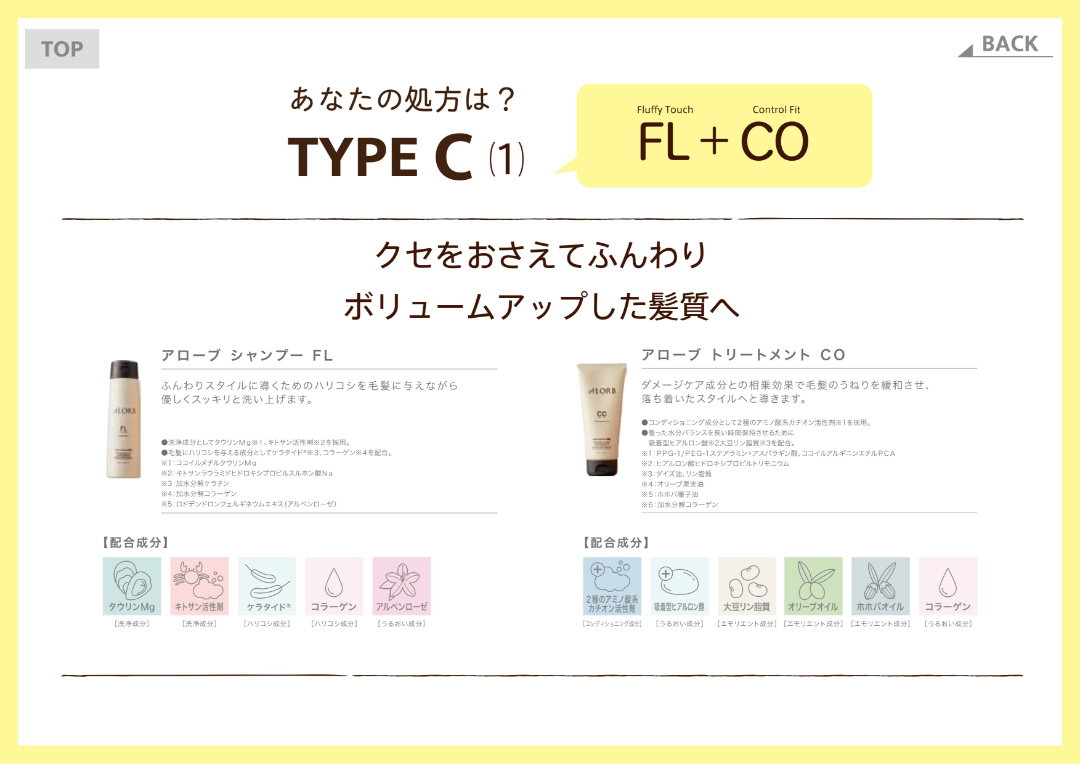 TOP
BACK
あなたの処方は？
TYPE C (1)
Fluffy Touch
Control Fit
FL + CO
クセをおさえてふんわり
ボリュームアップした髪質へ
アローブ シャンプー FL
ふんわりスタイルに導くためのハリコシを毛髪に与えながら
優しくスッキリと洗い上げます。
●洗浄成分としてタウリンMg※1、キトサン活性剤※2を採用。
●毛髪にハリコシを与える成分としてケラタイド®※3、コラーゲン※4を配合。
※1：ココイルメチルタウリンMg
※2：キトサンラウラミドヒドロキシプロピルスルホン酸Na
※3：加水分解ケラチン
※4：加水分解コラーゲン
※5：ロドデンドロンフェルギネウムエキス（アルペンローゼ）
ALORB
FL
【配合成分】
タウリンMg
キトサン活性剤
ケラタイド®
コラーゲン
アルペンローゼ
［洗浄成分］
［洗浄成分］
［ハリコシ成分］
［ハリコシ成分］
［うるおい成分］
アローブ トリートメント CO
ダメージケア成分との相乗効果で毛髪のうねりを緩和させ、
落ち着いたスタイルへと導きます。
●コンディショニング成分として2種のアミノ酸系カチオン活性剤※1を採用。
●整った水分バランスを長い時間保持させるために
吸着型ヒアルロン酸※2大豆リン脂質※3を配合。
※1：PPG-1/PEG-1ステアラミン+アスパラギン酸、ココイルアルギニンエチルPCA
※2：ヒアルロン酸ヒドロキシプロピルトリモニウム
※3：ダイズ油、リン脂質
※4：オリーブ果実油
※5：ホホバ種子油
※6：加水分解コラーゲン
ALORB
CO
【配合成分】
2種のアミノ酸系
カチオン活性剤
吸着型ヒアルロン酸
大豆リン脂質
オリーブオイル
ホホバオイル
コラーゲン
［コンディショニング成分］
［うるおい成分］
［エモリエント成分］
［エモリエント成分］
［エモリエント成分］
［うるおい成分］